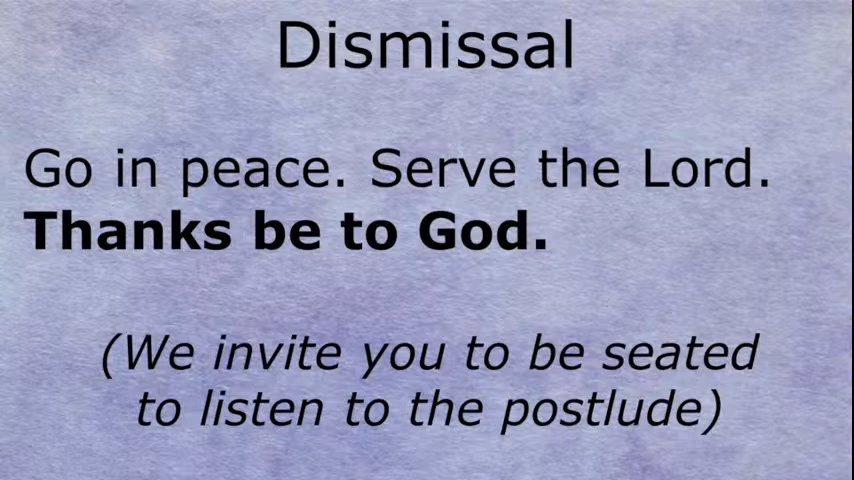 Dismissal
Go in peace. Serve the Lord.
Thanks be to God.
(We invite you to be seated
to listen to the postlude)